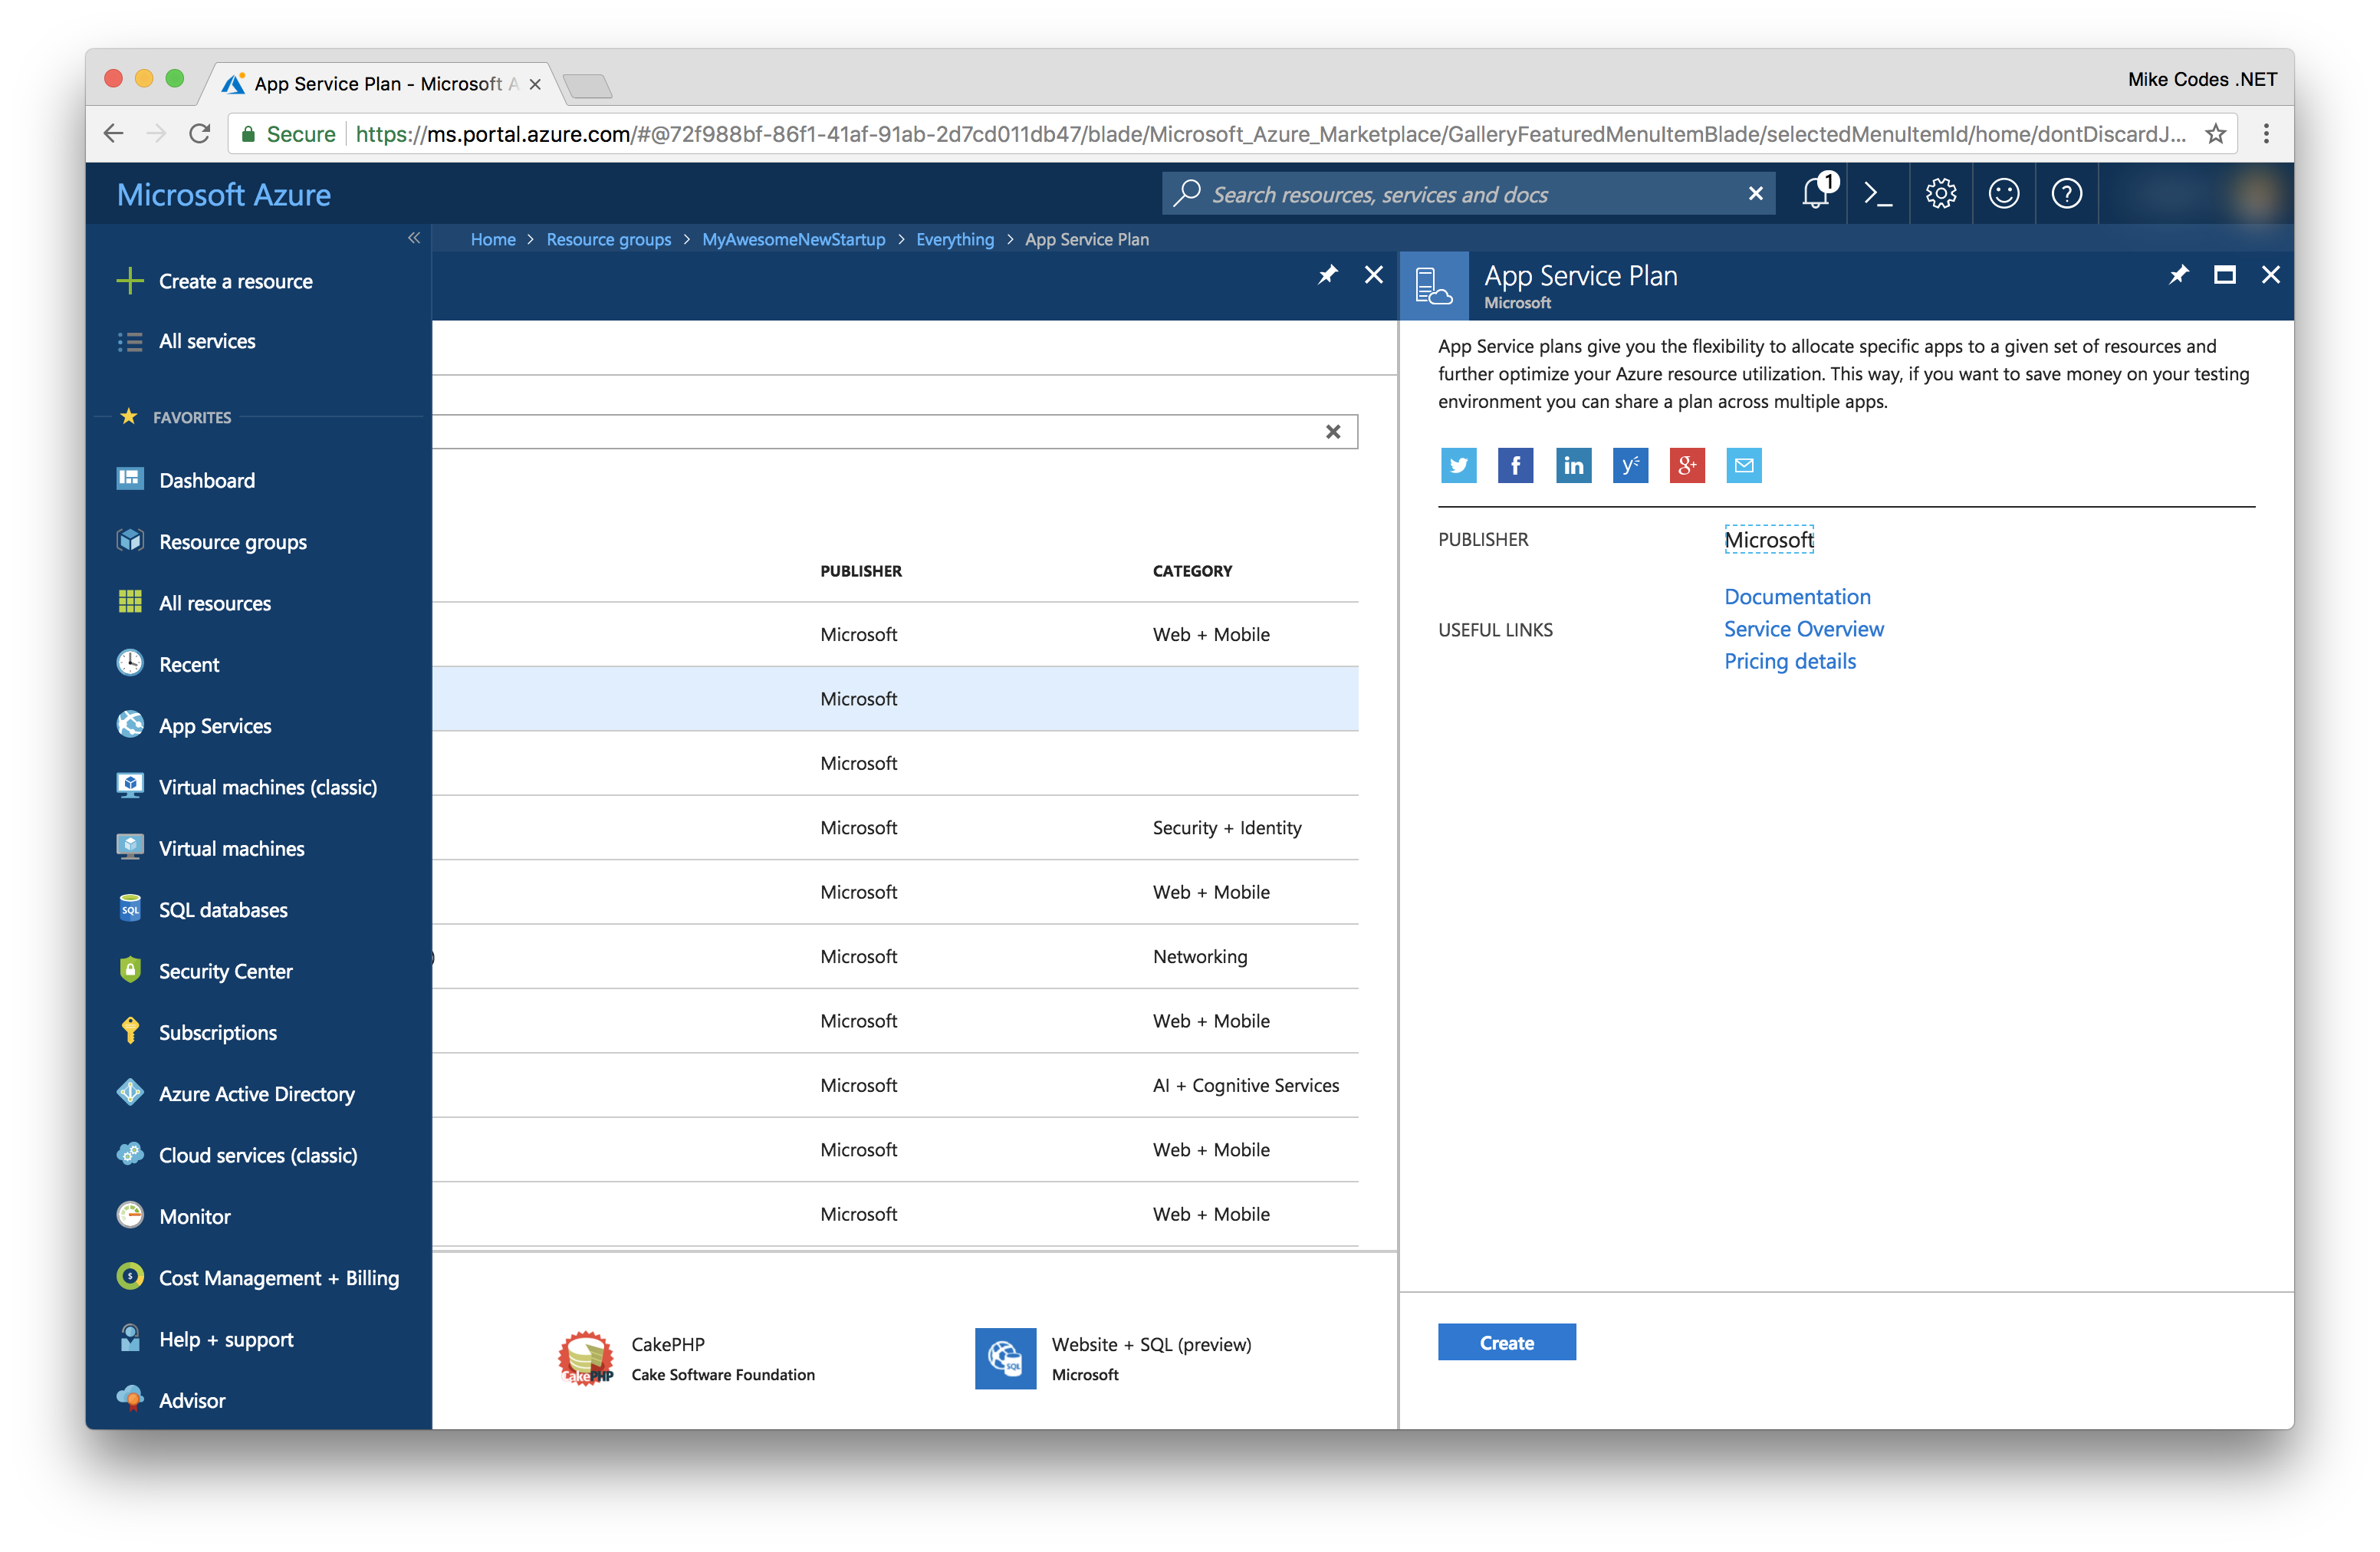 App Service Plan - Microsoft A
Mike Codes .NET
Secure
https://ms.portal.azure.com/#@72f988bf-86f1-41af-91ab-2d7cd011db47/blade/Microsoft_Azure_Marketplace/GalleryFeaturedMenuItemBlade/selectedMenuItemId/home/dontDiscardJ...
Microsoft Azure
Search resources, services and docs
1
Home > Resource groups > MyAwesomeNewStartup > Everything > App Service Plan
Create a resource
All services
FAVORITES
Dashboard
Resource groups
All resources
Recent
App Services
Virtual machines (classic)
Virtual machines
SQL databases
Security Center
Subscriptions
Azure Active Directory
Cloud services (classic)
Monitor
Cost Management + Billing
Help + support
Advisor
PUBLISHER CATEGORY
Microsoft Web + Mobile
Microsoft
Microsoft
Microsoft Security + Identity
Microsoft Web + Mobile
Microsoft Networking
Microsoft Web + Mobile
Microsoft AI + Cognitive Services
Microsoft Web + Mobile
Microsoft Web + Mobile
CakePHP
Cake Software Foundation
Website + SQL (preview)
Microsoft
App Service Plan
Microsoft
App Service plans give you the flexibility to allocate specific apps to a given set of resources and
further optimize your Azure resource utilization. This way, if you want to save money on your testing
environment you can share a plan across multiple apps.
PUBLISHER
Microsoft
USEFUL LINKS
Documentation
Service Overview
Pricing details
Create